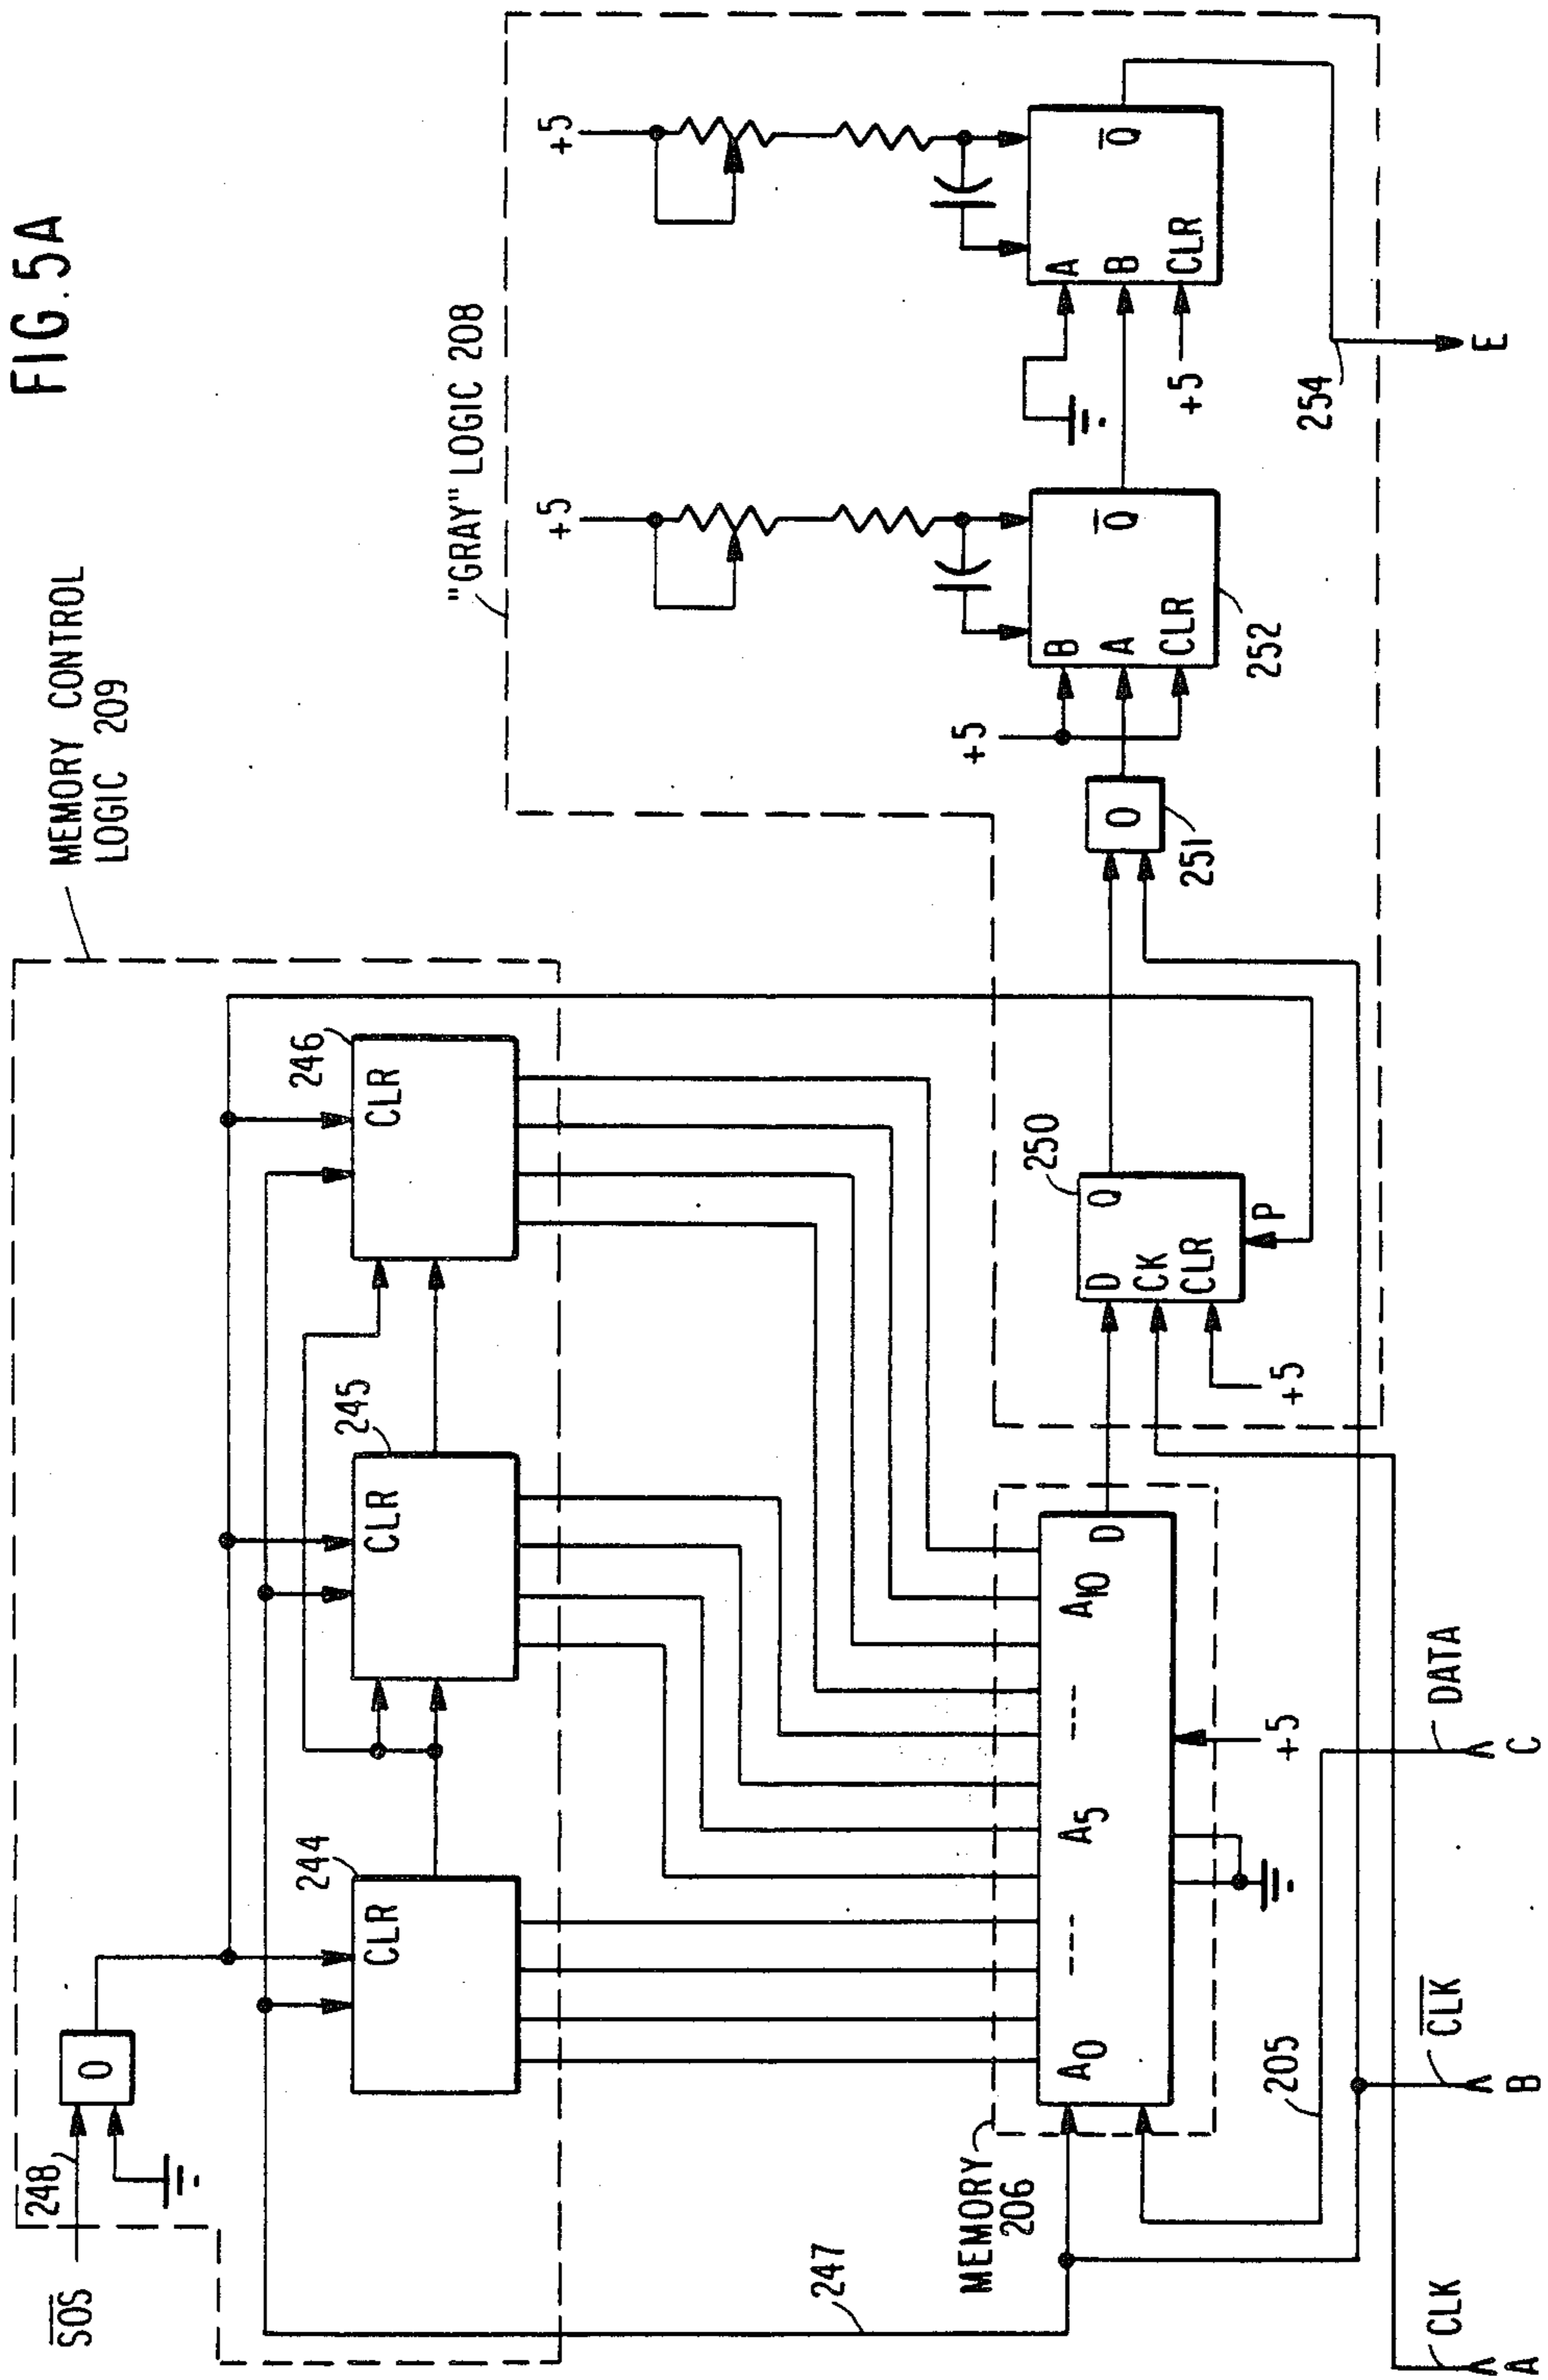 FIG. 5A
MEMORY CONTROL
LOGIC 209
"GRAY" LOGIC 208
SOS
248
0
244
CLR
245
CLR
246
CLR
247
MEMORY
206
A0
----
A5
----
A10
D
+5
205
D
Q
CK
CLR
P
250
+5
0
251
+5
B
A
CLR
Q
252
+5
A
B
CLR
Q
+5
+5
254
E
CLK
A
CLK
B
DATA
C